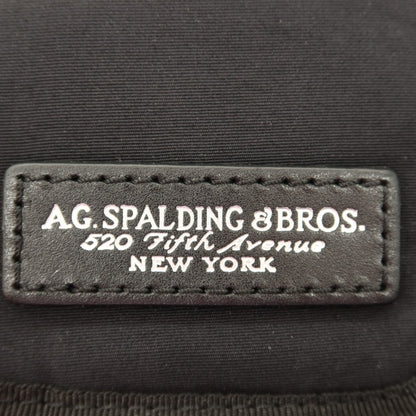 A.G. SPALDING & BROS.
520 Fifth Avenue
NEW YORK